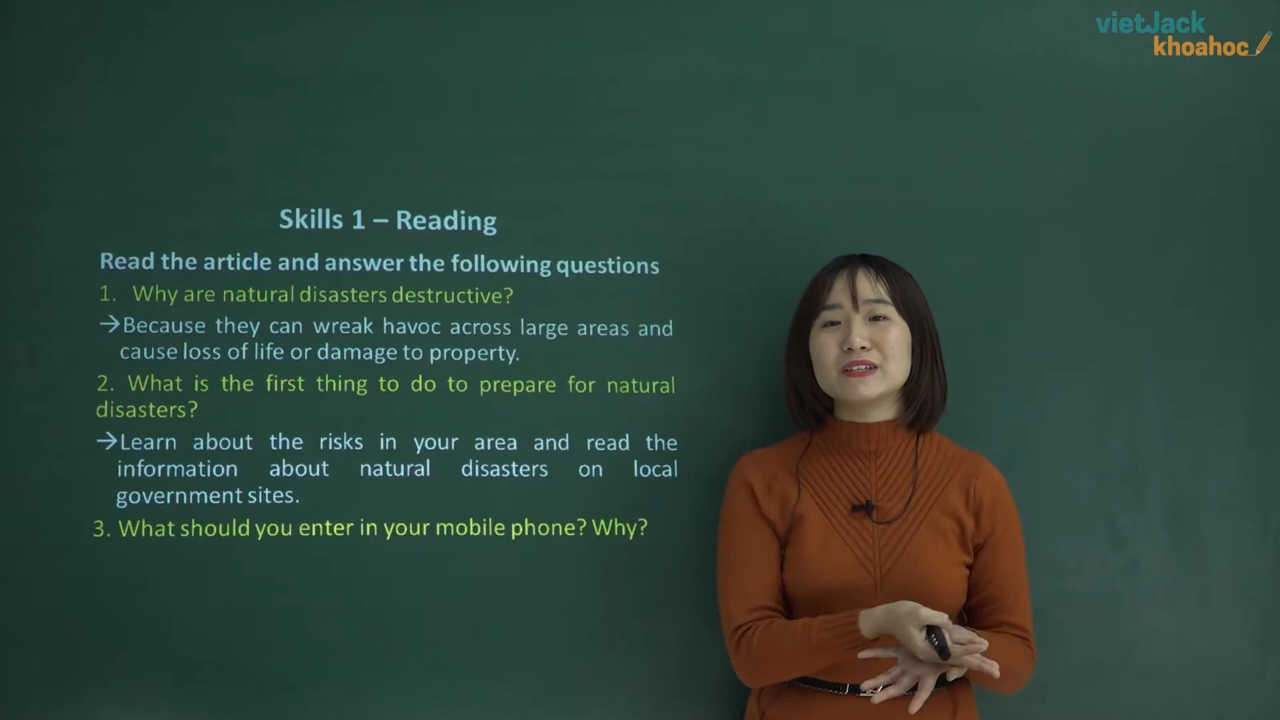 vietJack
khoahoc
Skills 1 – Reading
Read the article and answer the following questions
1. Why are natural disasters destructive?
→Because they can wreak havoc across large areas and
cause loss of life or damage to property.
2. What is the first thing to do to prepare for natural
disasters?
→Learn about the risks in your area and read the
information about natural disasters on local
government sites.
3. What should you enter in your mobile phone? Why?